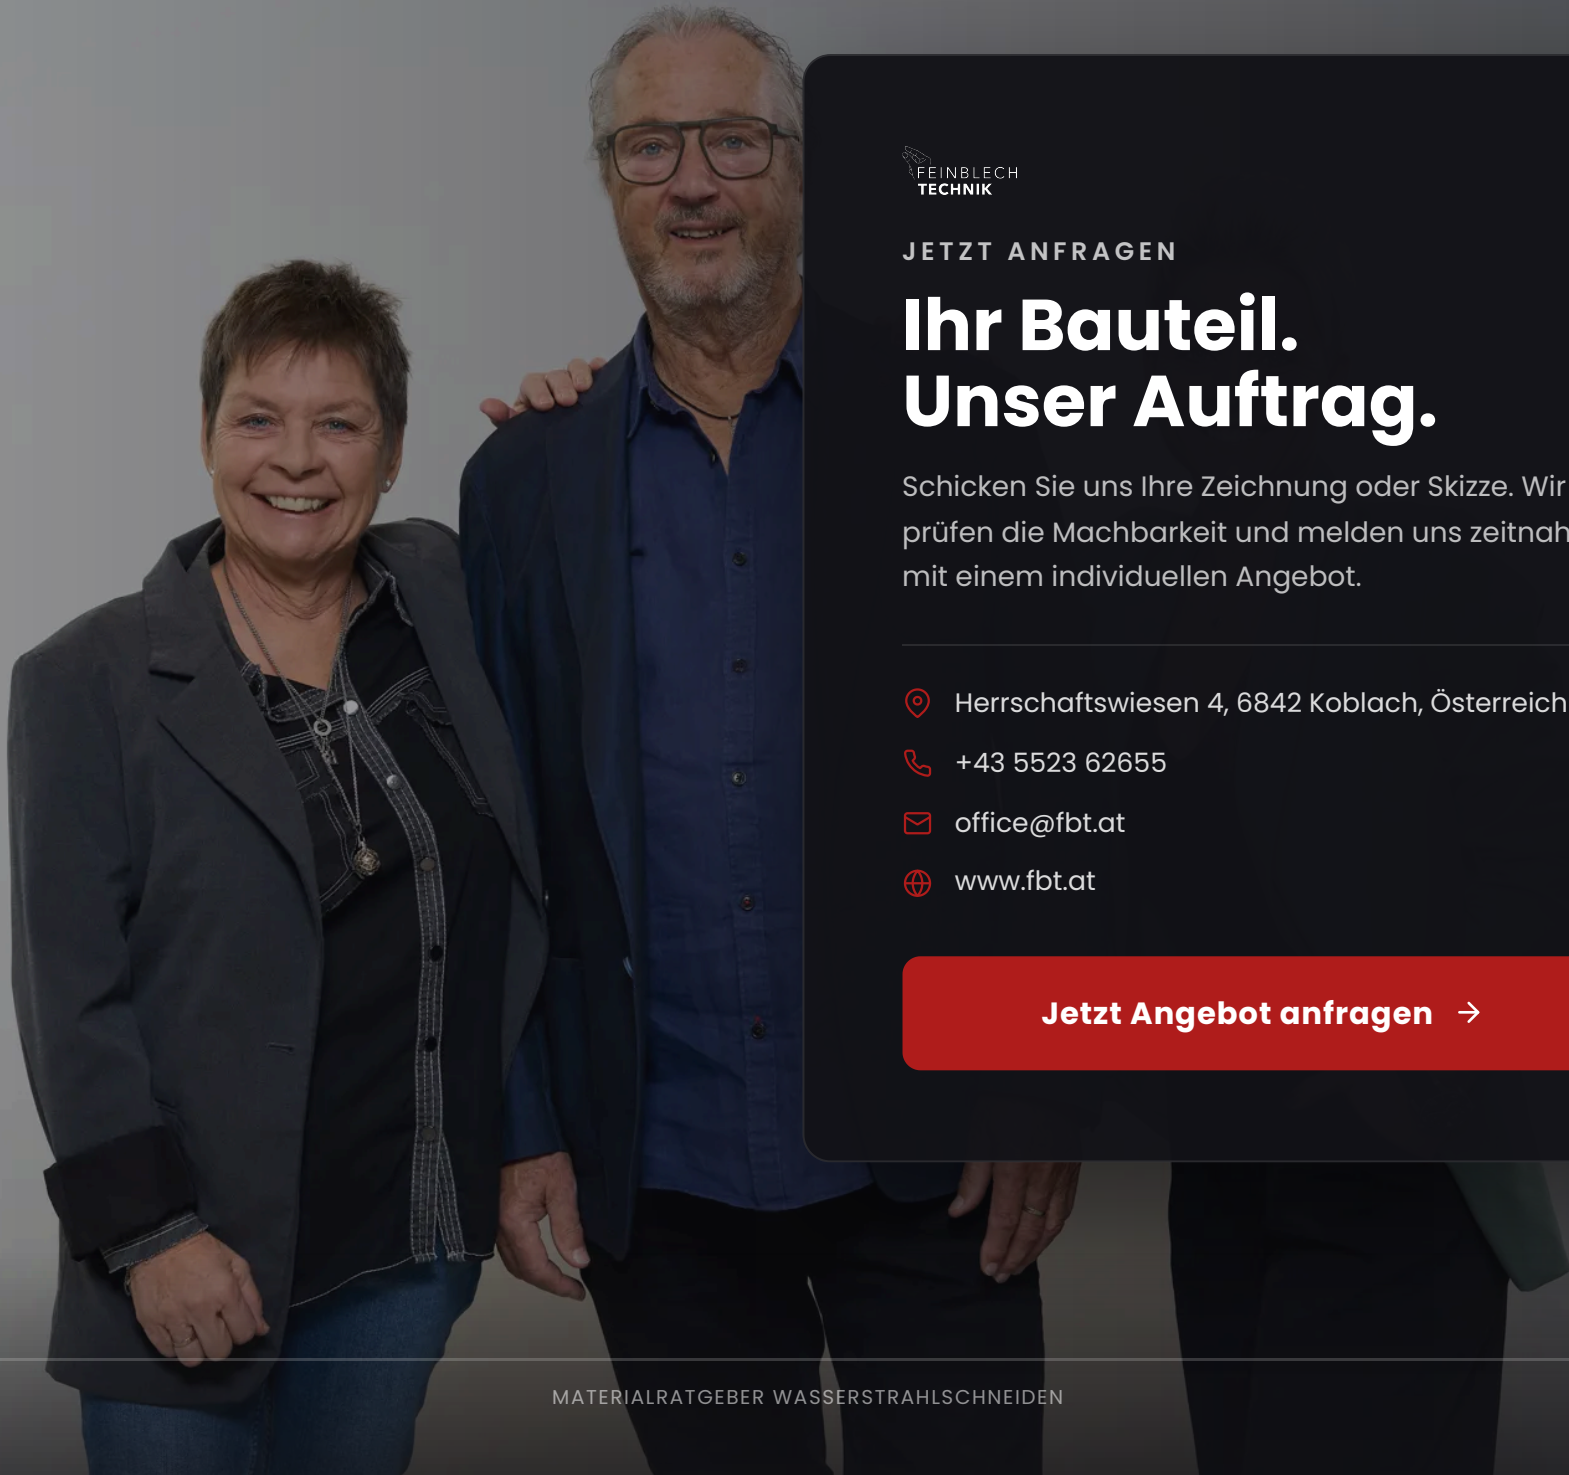 FEINBLECH
TECHNIK
JETZT ANFRAGEN
Ihr Bauteil.
Unser Auftrag.
Schicken Sie uns Ihre Zeichnung oder Skizze. Wir
prüfen die Machbarkeit und melden uns zeitnah
mit einem individuellen Angebot.
Herrschaftswiesen 4, 6842 Koblach, Österreich
+43 5523 62655
office@fbt.at
www.fbt.at
Jetzt Angebot anfragen →
MATERIALRATGEBER WASSERSTRAHLSCHNEIDEN